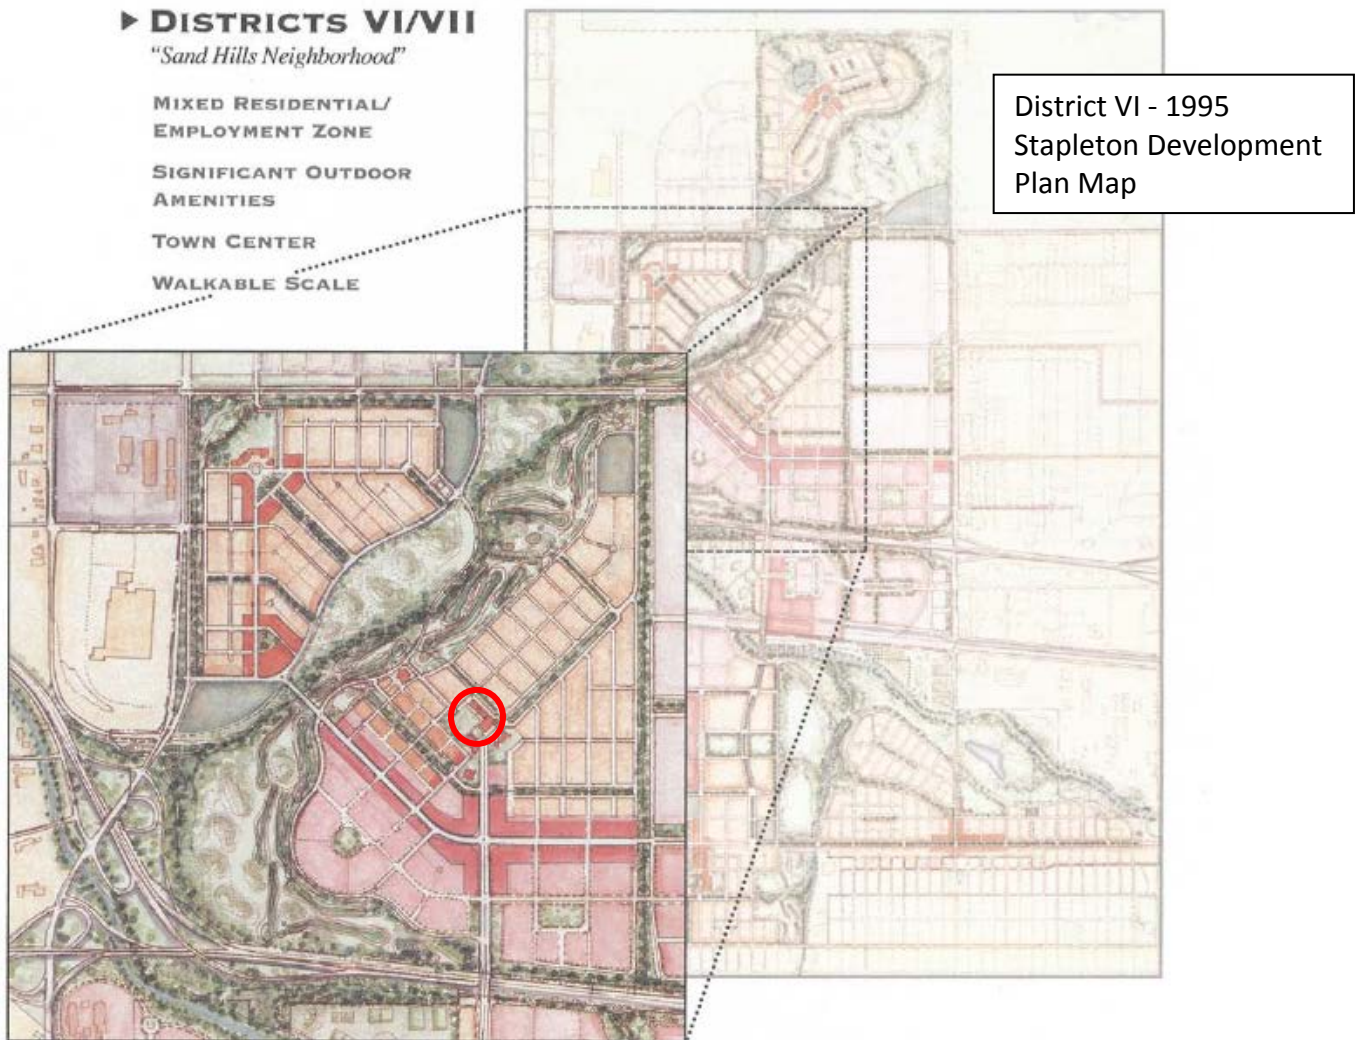 ▶ DISTRICTS VI/VII
“Sand Hills Neighborhood”
MIXED RESIDENTIAL/
EMPLOYMENT ZONE
SIGNIFICANT OUTDOOR
AMENITIES
TOWN CENTER
WALKABLE SCALE
District VI - 1995
Stapleton Development
Plan Map